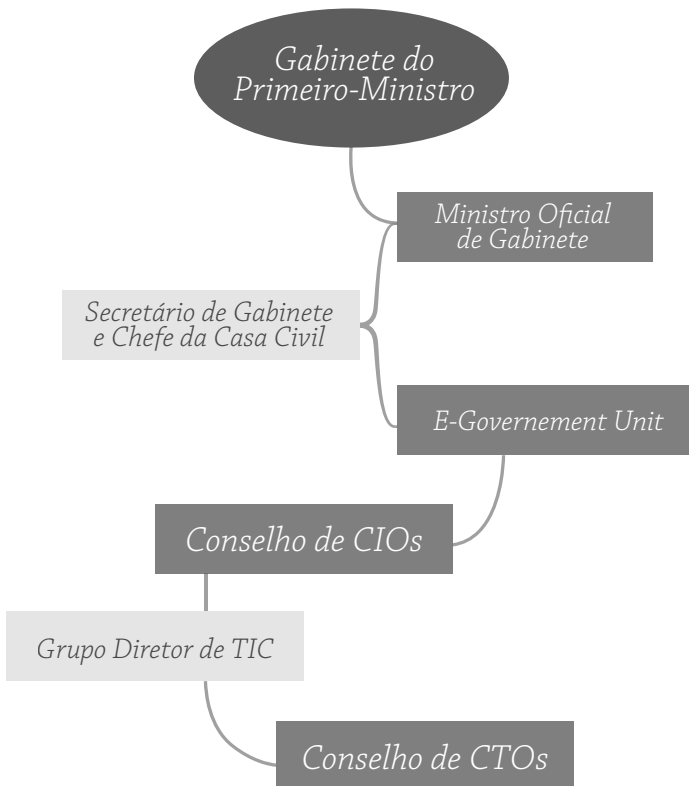 Gabinete do
Primeiro-Ministro
Ministro Oficial
de Gabinete
Secretário de Gabinete
e Chefe da Casa Civil
E-Governement Unit
Conselho de CIOs
Grupo Diretor de TIC
Conselho de CTOs